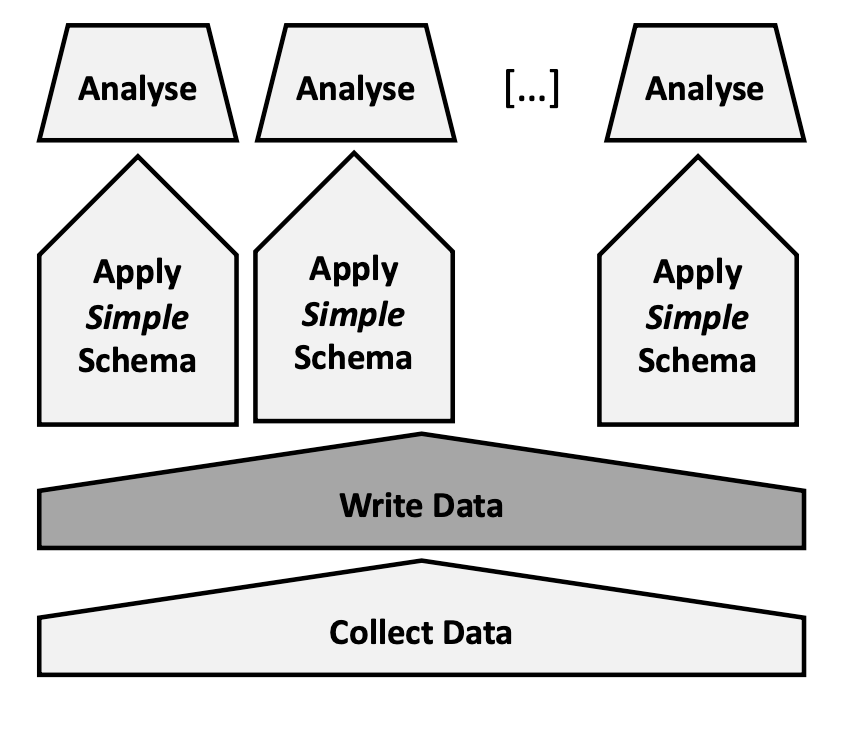 Analyse
Analyse
[...]
Analyse
Apply
Simple
Schema
Apply
Simple
Schema
Apply
Simple
Schema
Write Data
Collect Data